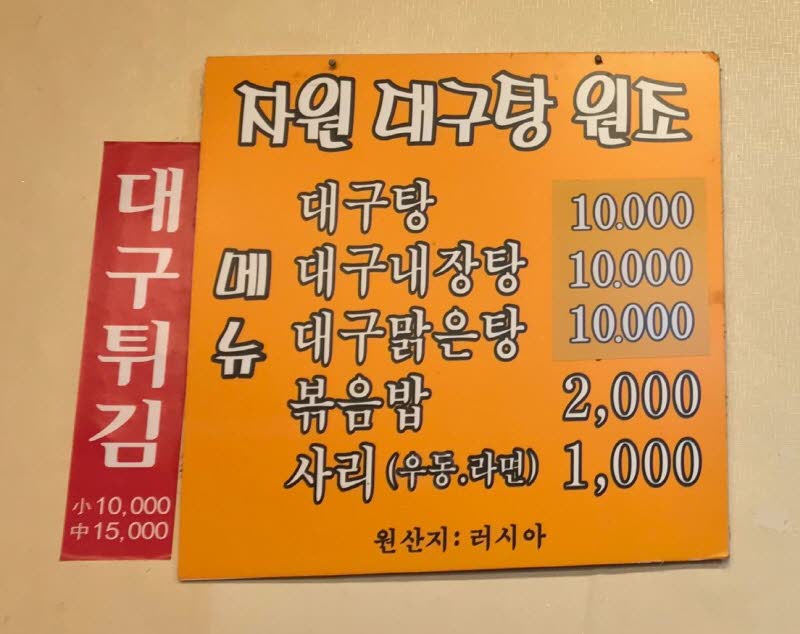 자원 대구탕 원조
메뉴
대구탕 10.000
대구내장탕 10.000
대구맑은탕 10.000
볶음밥 2,000
사리 (우동.라면) 1,000
원산지: 러시아
대구튀김
小 10,000
中 15,000